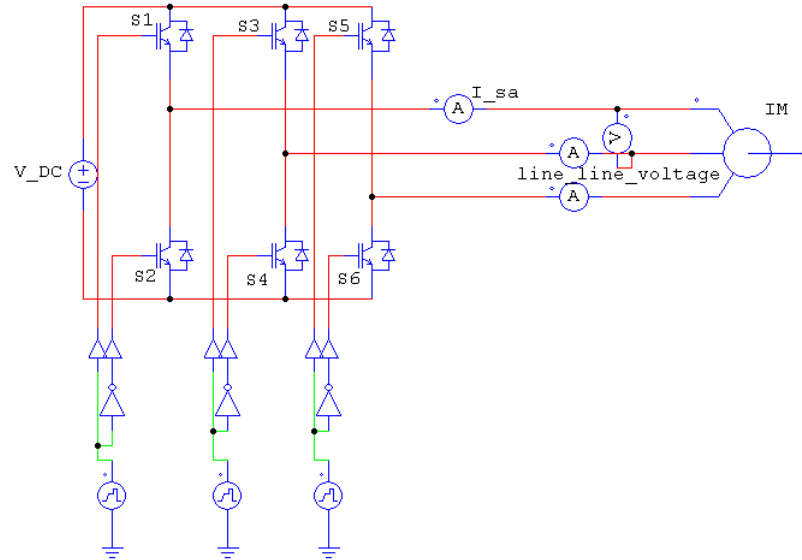 S1
S3
S5
I_sa
A
IM
V
V_DC
A
line_line_voltage
A
S2
S4
S6